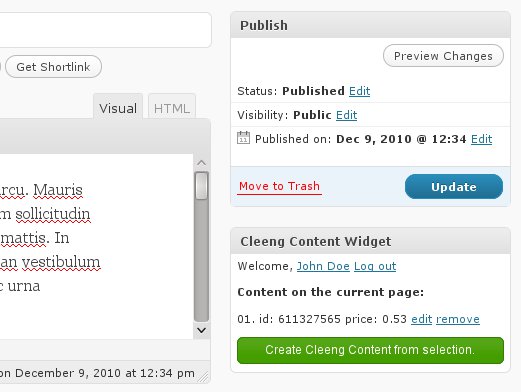 Get Shortlink
Visual HTML
rcu. Mauris
m sollicitudin
mattis. In
an vestibulum
c urna
on December 9, 2010 at 12:34 pm
Publish
Preview Changes
Status: Published Edit
Visibility: Public Edit
Published on: Dec 9, 2010 @ 12:34 Edit
Move to Trash Update
Cleeng Content Widget
Welcome, John Doe Log out
Content on the current page:
01. id: 611327565 price: 0.53 edit remove
Create Cleeng Content from selection.